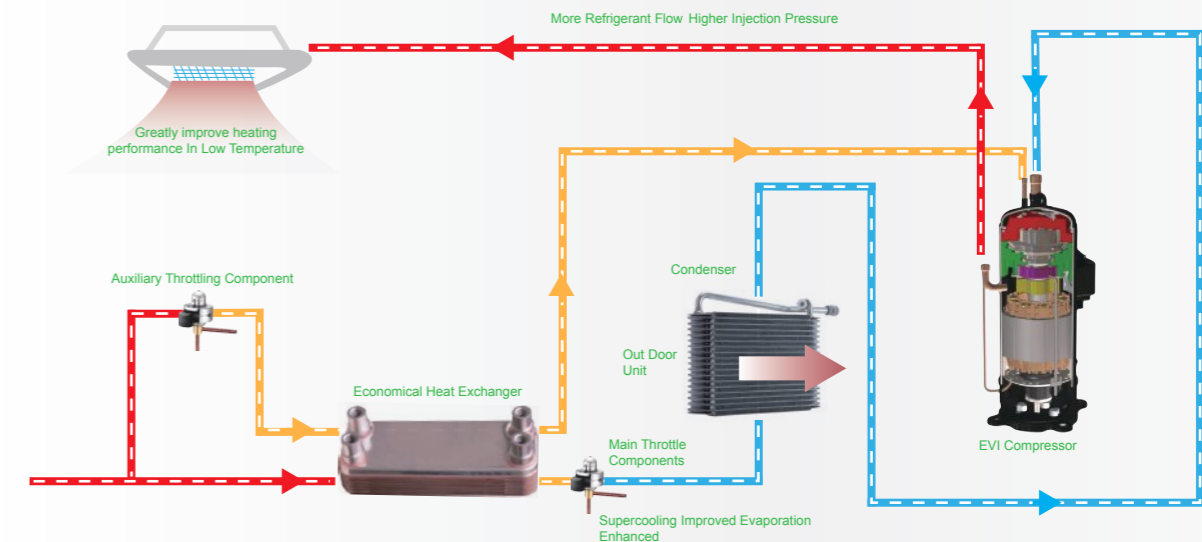 More Refrigerant Flow Higher Injection Pressure
Greatly improve heating
performance In Low Temperature
Auxiliary Throttling Component
Condenser
Out Door
Unit
Economical Heat Exchanger
Main Throttle
Components
EVI Compressor
Supercooling Improved Evaporation
Enhanced